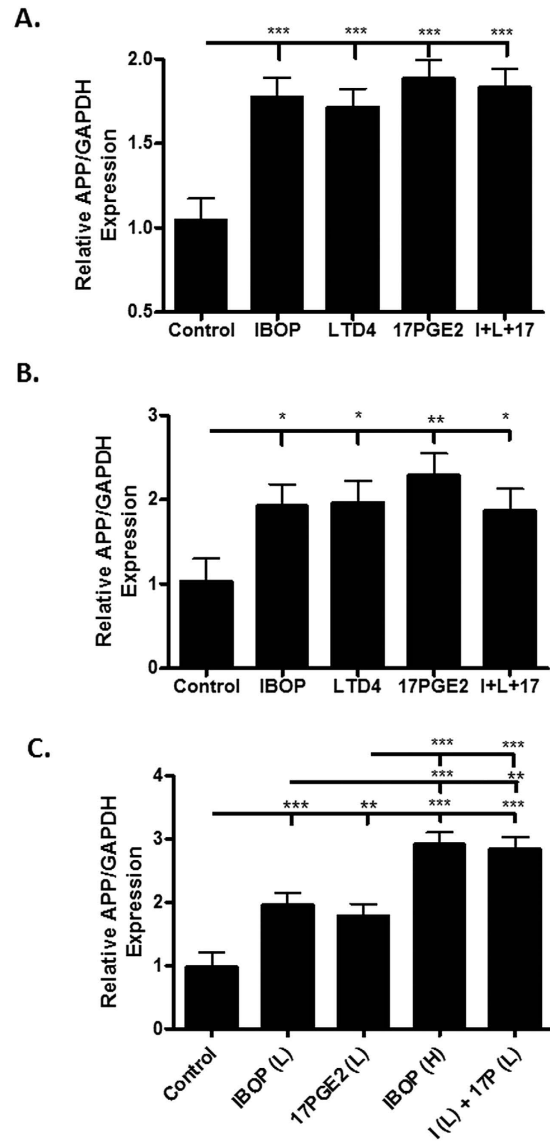 A.
*** *** *** ***
2.0
1.5
1.0
0.5
Relative APP/GAPDH
Expression
Control IBOP LTD4 17PGE2 I+L+17
B.
* * ** *
3
2
1
0
Relative APP/GAPDH
Expression
Control IBOP LTD4 17PGE2 I+L+17
C.
*** ***
*** **
*** ** *** ***
4
3
2
1
0
Relative APP/GAPDH
Expression
Control
IBOP (L)
17PGE2 (L)
IBOP (H)
I (L) + 17P (L)